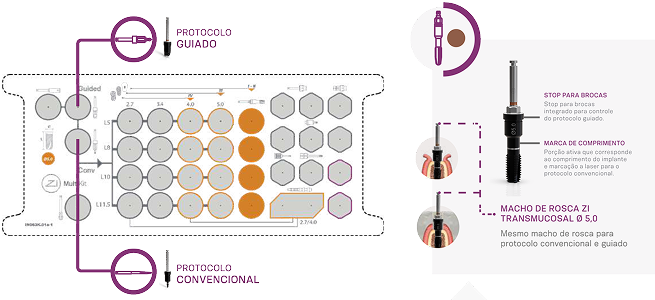 PROTOCOLO
GUIADO
Guided
2.7
3.4
4.0
5.0
L5
L8
L10
L11.5
Conv
ZI
2.7/4.0
PROTOCOLO
CONVENCIONAL
STOP PARA BROCAS
Stop para brocas
integrado para controle
do protocolo guiado.
MARCA DE COMPRIMENTO
Porção ativa que corresponde
ao comprimento do implante
e marcação a laser para o
protocolo convencional.
MACHO DE ROSCA ZI
TRANSMUCOSAL Ø 5,0
Mesmo macho de rosca para
protocolo convencional e guiado